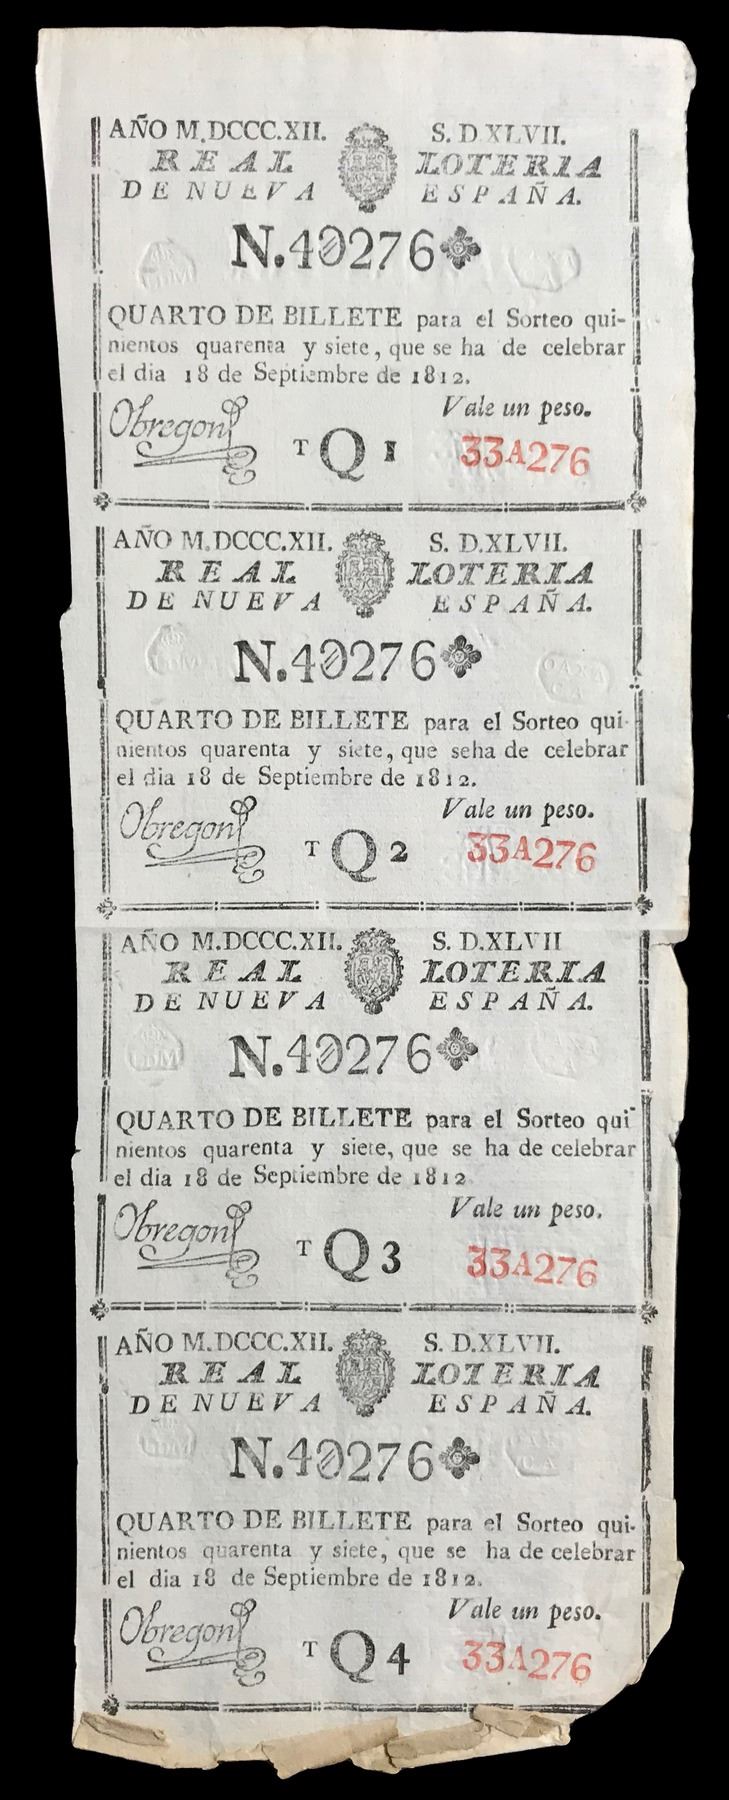 AÑO M.DCCC.XII. S. D XLVII.
REAL LOTERIA
DE NUEVA ESPAÑA.
N.40276
QUARTO DE BILLETE para el Sorteo qui-
nientos quarenta y siete, que se ha de celebrar
el dia 18 de Septiembre de 1812.
Vale un peso.
Obregon
T Q 1 33A276
AÑO M.DCCC.XII. S. D.XLVII.
REAL LOTERIA
DE NUEVA ESPAÑA.
N.40276
OAXA
CA
QUARTO DE BILLETE para el Sorteo qui-
nientos quarenta y siete, que seha de celebrar
el dia 18 de Septiembre de 1812.
Vale un peso.
Obregon
T Q 2 33A276
AÑO M.DCCC.XII. S. D.XLVII
REAL LOTERIA
DE NUEVA ESPAÑA.
N.40276
QUARTO DE BILLETE para el Sorteo qui-
nientos quarenta y siete, que se ha de celebrar
el dia 18 de Septiembre de 1812
Vale un peso.
Obregon
T Q 3 33A276
AÑO M.DCCC.XII. S. D.XLVII.
REAL LOTERIA
DE NUEVA ESPAÑA.
N.40276
QUARTO DE BILLETE para el Sorteo qui-
nientos quarenta y siete, que se ha de celebrar
el dia 18 de Septiembre de 1812.
Vale un peso.
Obregon
T Q 4 33A276